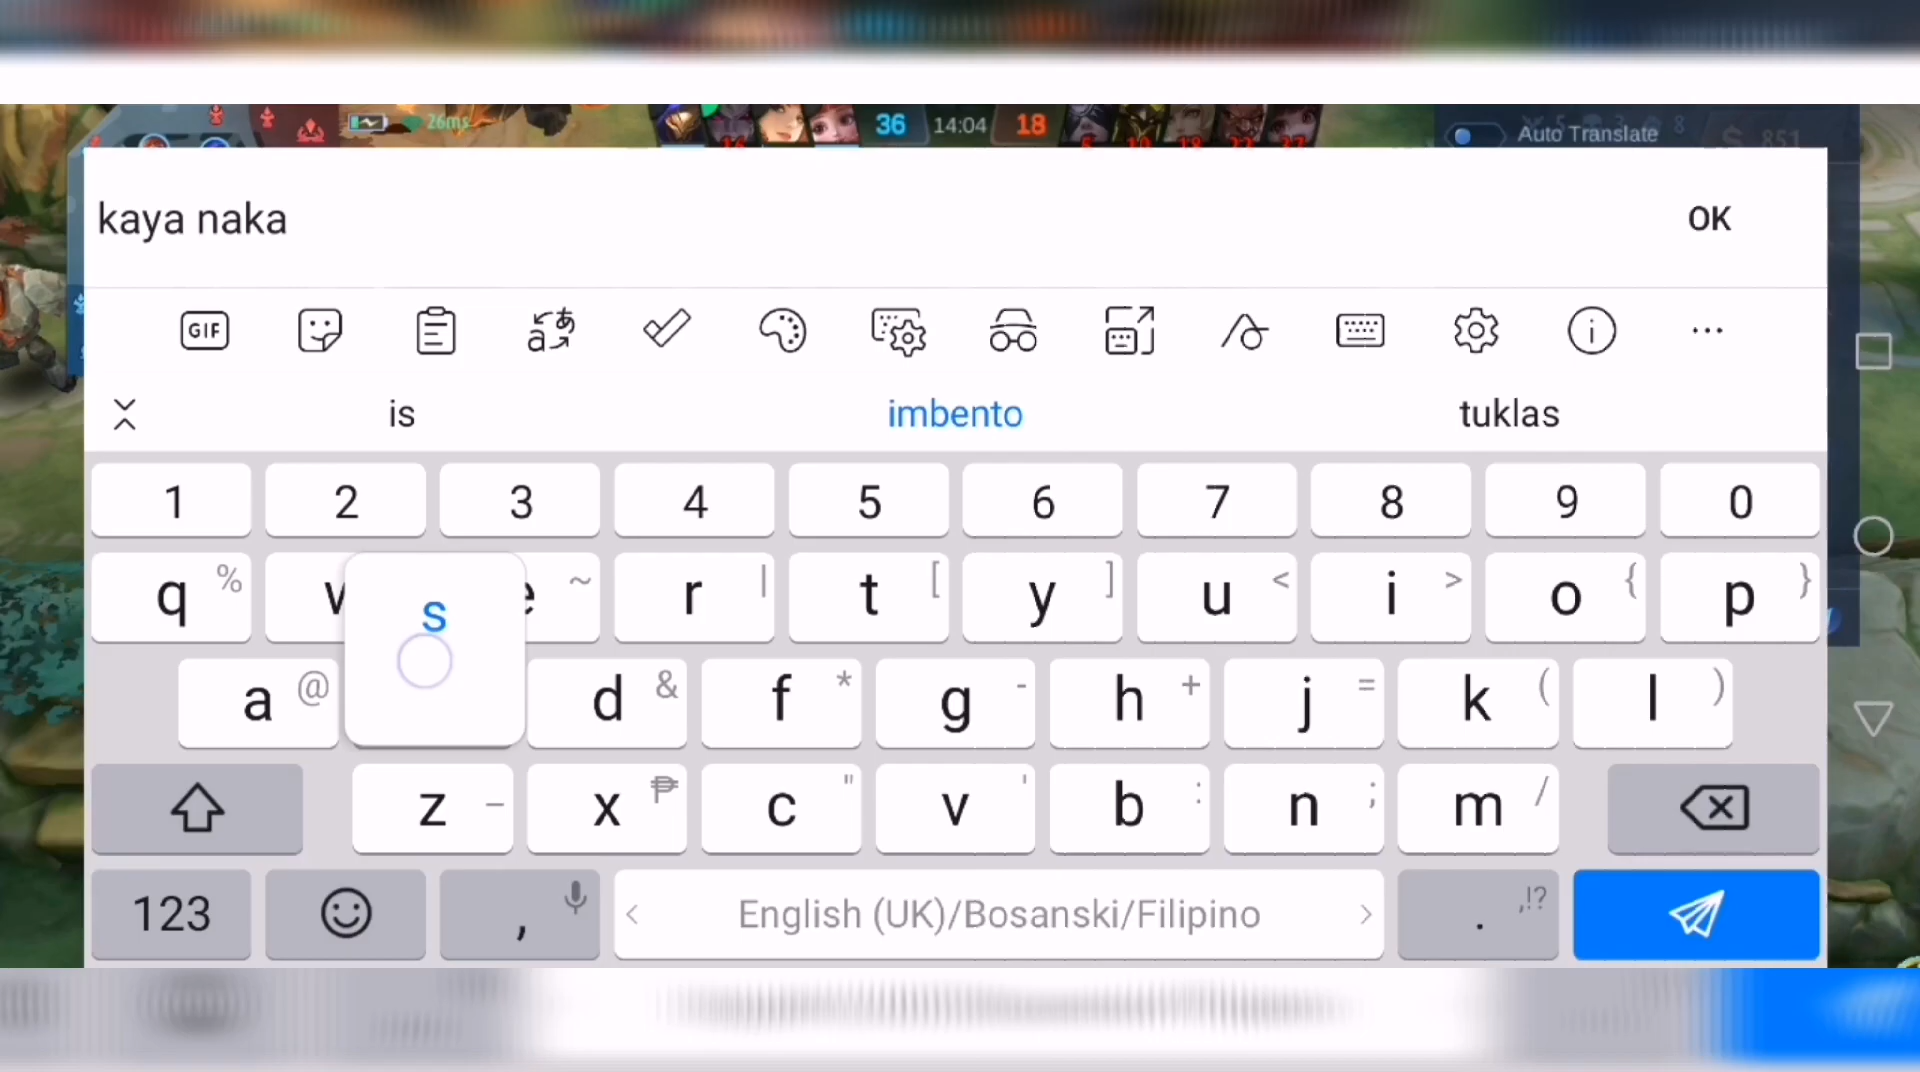 26ms 36 14:04 18 Auto Translate 851
kaya naka OK
GIF
is imbento tuklas
1 2 3 4 5 6 7 8 9 0
q % w e ~ r | t [ y ] u < i > o { p }
a @ s d & f * g - h + j = k ( l )
z – x ₱ c " v ' b : n ; m /
123 , < English (UK)/Bosanski/Filipino > . ,!?